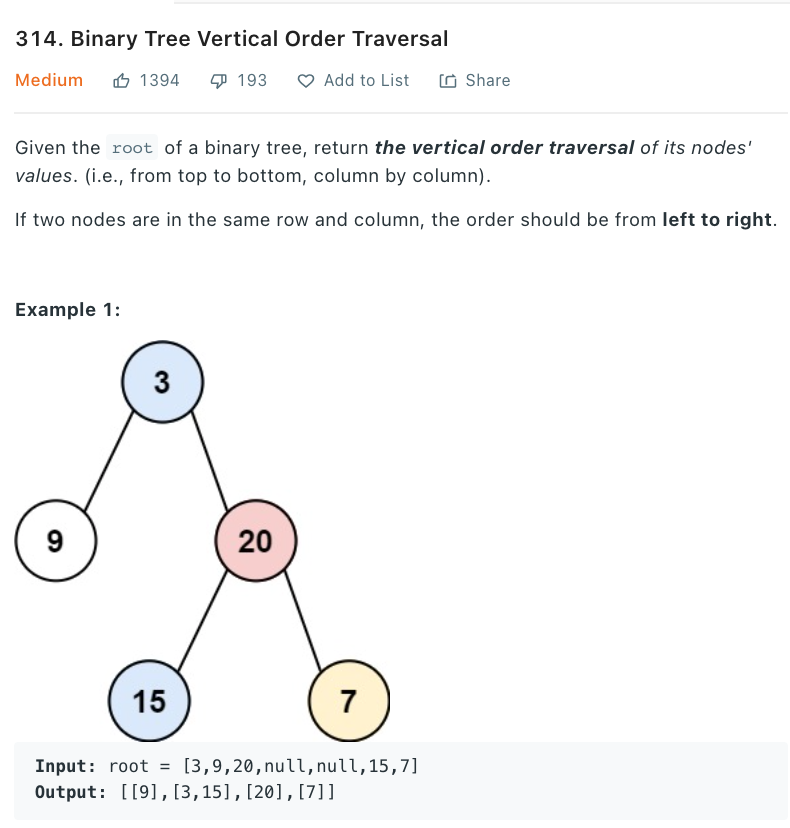 314. Binary Tree Vertical Order Traversal
Medium 1394 193 Add to List Share
Given the root of a binary tree, return the vertical order traversal of its nodes'
values. (i.e., from top to bottom, column by column).
If two nodes are in the same row and column, the order should be from left to right.
Example 1:
3
9 20
15 7
Input: root = [3,9,20,null,null,15,7]
Output: [[9],[3,15],[20],[7]]